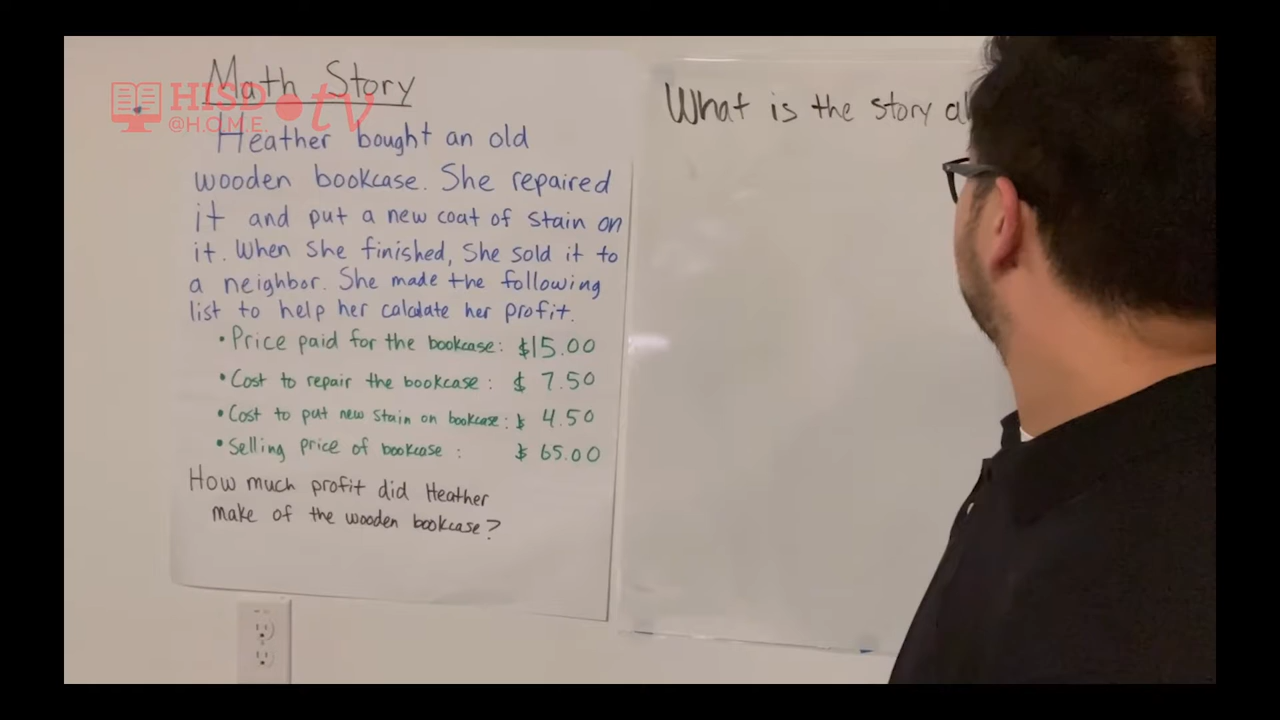 Math Story
HISD
@H.O.M.E.
tv
Heather bought an old
wooden bookcase. She repaired
it and put a new coat of stain on
it. When she finished, She sold it to
a neighbor. She made the following
list to help her calculate her profit.
• Price paid for the bookcase: $15.00
• Cost to repair the bookcase: $ 7.50
• Cost to put new stain on bookcase: $ 4.50
• Selling price of bookcase : $ 65.00
How much profit did Heather
make of the wooden bookcase?
What is the story